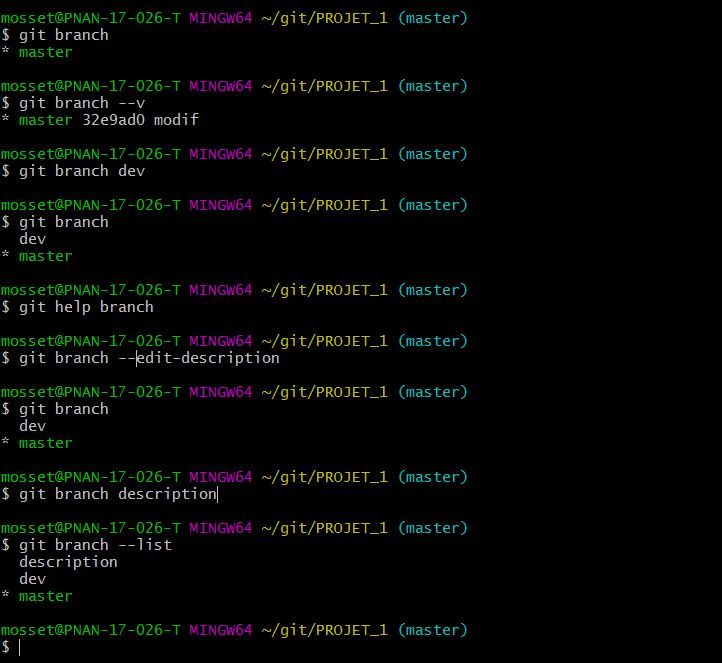 mosset@PNAN-17-026-T MINGW64 ~/git/PROJET_1 (master)
$ git branch
* master
mosset@PNAN-17-026-T MINGW64 ~/git/PROJET_1 (master)
$ git branch --v
* master 32e9ad0 modif
mosset@PNAN-17-026-T MINGW64 ~/git/PROJET_1 (master)
$ git branch dev
mosset@PNAN-17-026-T MINGW64 ~/git/PROJET_1 (master)
$ git branch
  dev
* master
mosset@PNAN-17-026-T MINGW64 ~/git/PROJET_1 (master)
$ git help branch
mosset@PNAN-17-026-T MINGW64 ~/git/PROJET_1 (master)
$ git branch --edit-description
mosset@PNAN-17-026-T MINGW64 ~/git/PROJET_1 (master)
$ git branch
  dev
* master
mosset@PNAN-17-026-T MINGW64 ~/git/PROJET_1 (master)
$ git branch description
mosset@PNAN-17-026-T MINGW64 ~/git/PROJET_1 (master)
$ git branch --list
  description
  dev
* master
mosset@PNAN-17-026-T MINGW64 ~/git/PROJET_1 (master)
$